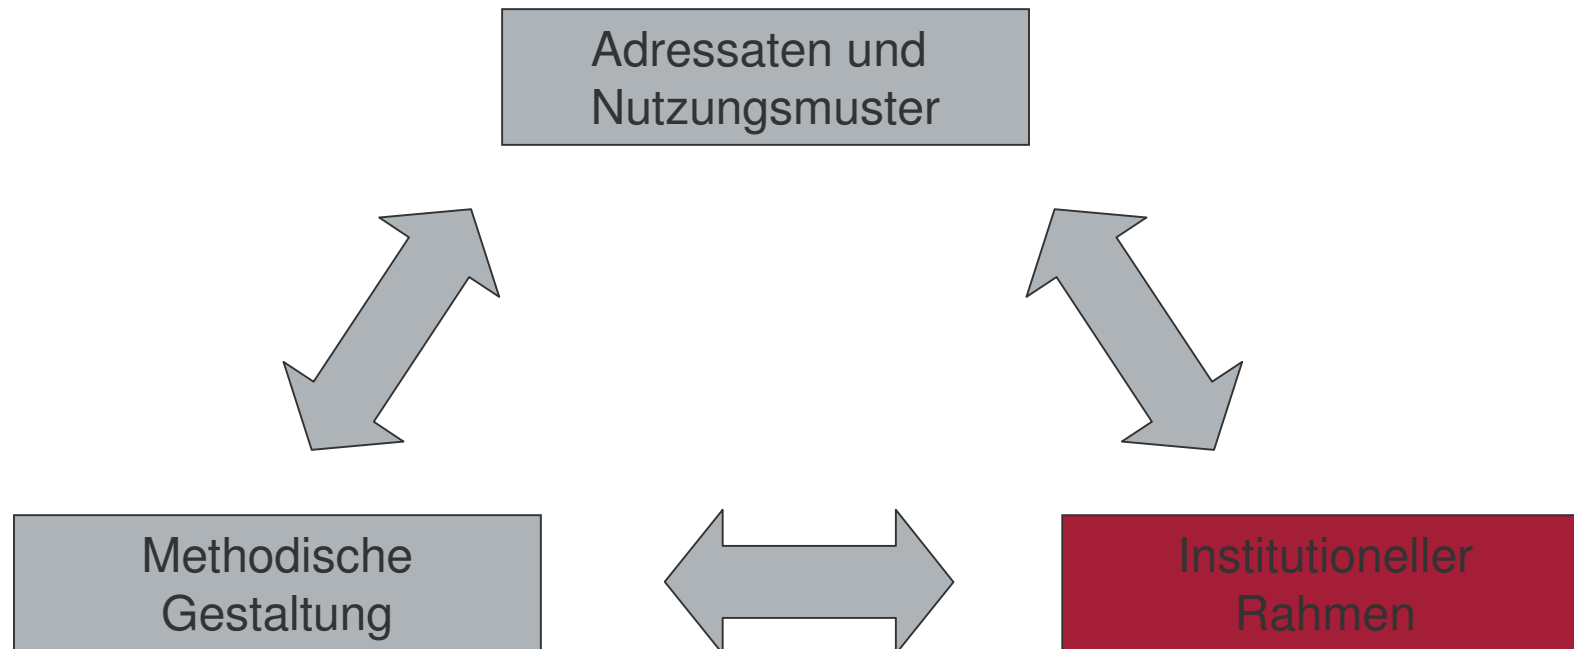 Adressaten und
Nutzungsmuster
Methodische
Gestaltung
Institutioneller
Rahmen